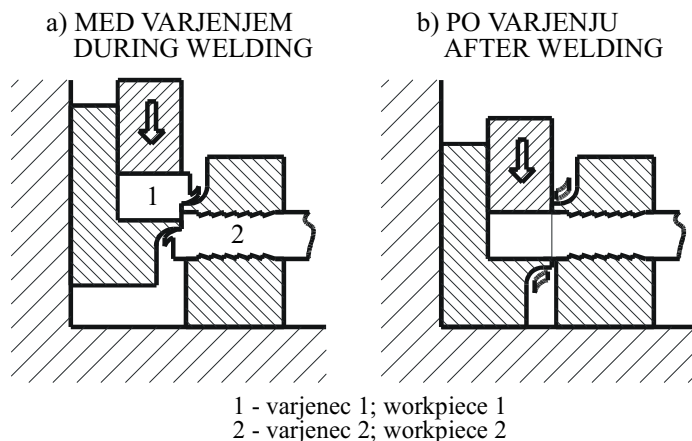 a) MED VARJENJEM
DURING WELDING
b) PO VARJENJU
AFTER WELDING
1
2
1 - varjenec 1; workpiece 1
2 - varjenec 2; workpiece 2